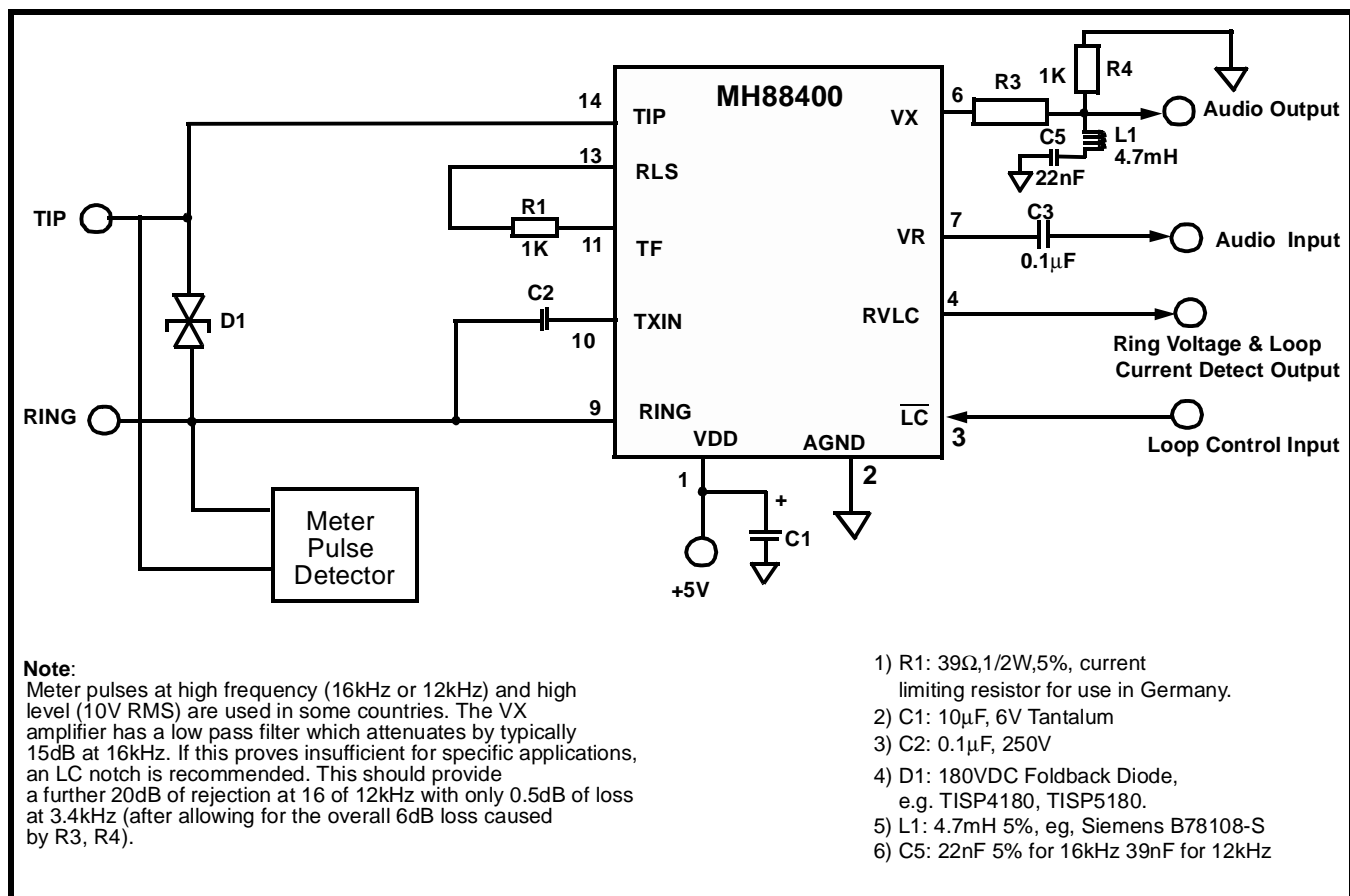 MH88400
14
TIP
13
RLS
R1
1K
11
TF
C2
10
TXIN
9
RING
VDD
AGND
1
2
+
C1
+5V
TIP
D1
RING
Meter
Pulse
Detector
6
VX
R3
1K
R4
Audio Output
C5
22nF
L1
4.7mH
7
VR
C3
0.1μF
Audio Input
4
RVLC
Ring Voltage & Loop
Current Detect Output
LC
3
Loop Control Input
Note:
Meter pulses at high frequency (16kHz or 12kHz) and high
level (10V RMS) are used in some countries. The VX
amplifier has a low pass filter which attenuates by typically
15dB at 16kHz. If this proves insufficient for specific applications,
an LC notch is recommended. This should provide
a further 20dB of rejection at 16 of 12kHz with only 0.5dB of loss
at 3.4kHz (after allowing for the overall 6dB loss caused
by R3, R4).
1) R1: 39Ω,1/2W,5%, current
limiting resistor for use in Germany.
2) C1: 10μF, 6V Tantalum
3) C2: 0.1μF, 250V
4) D1: 180VDC Foldback Diode,
e.g. TISP4180, TISP5180.
5) L1: 4.7mH 5%, eg, Siemens B78108-S
6) C5: 22nF 5% for 16kHz 39nF for 12kHz